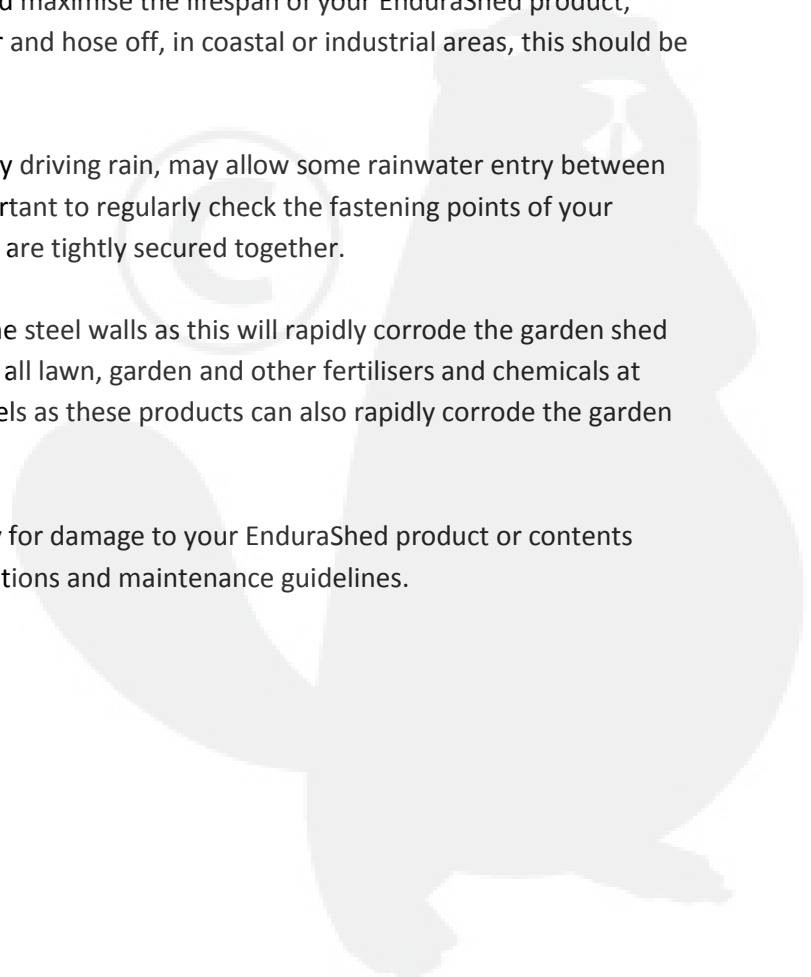 maximise the lifespan of your EnduraShed product,
and hose off, in coastal or industrial areas, this should be
©
y driving rain, may allow some rainwater entry between
rtant to regularly check the fastening points of your
are tightly secured together.
ne steel walls as this will rapidly corrode the garden shed
all lawn, garden and other fertilisers and chemicals at
els as these products can also rapidly corrode the garden
y for damage to your EnduraShed product or contents
tions and maintenance guidelines.